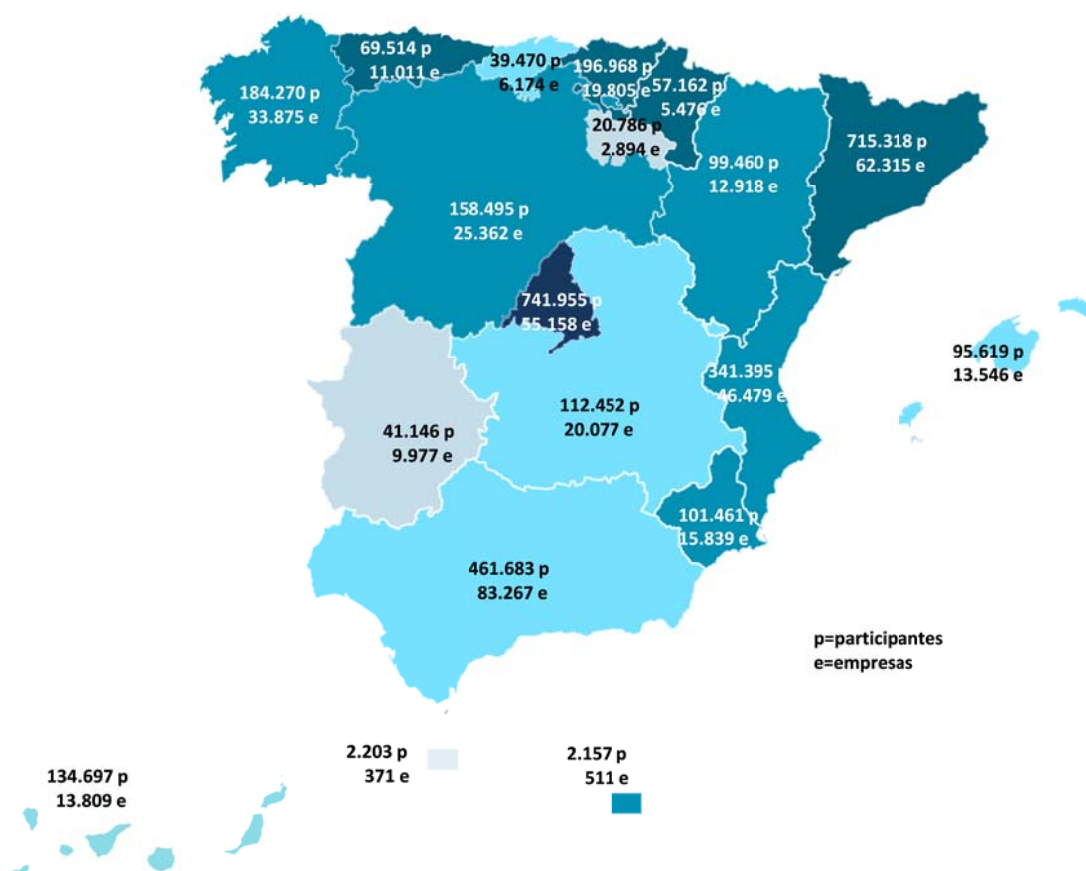 69.514 p
11.011 e
39.470 p
6.174 e
196.968 p
19.805 e
57.162 p
5.476 e
184.270 p
33.875 e
20.786 p
2.894 e
715.318 p
62.315 e
99.460 p
12.918 e
158.495 p
25.362 e
741.955 p
55.158 e
95.619 p
13.546 e
341.395 p
46.479 e
112.452 p
20.077 e
41.146 p
9.977 e
101.461 p
15.839 e
461.683 p
83.267 e
p=participantes
e=empresas
2.203 p
371 e
2.157 p
511 e
134.697 p
13.809 e